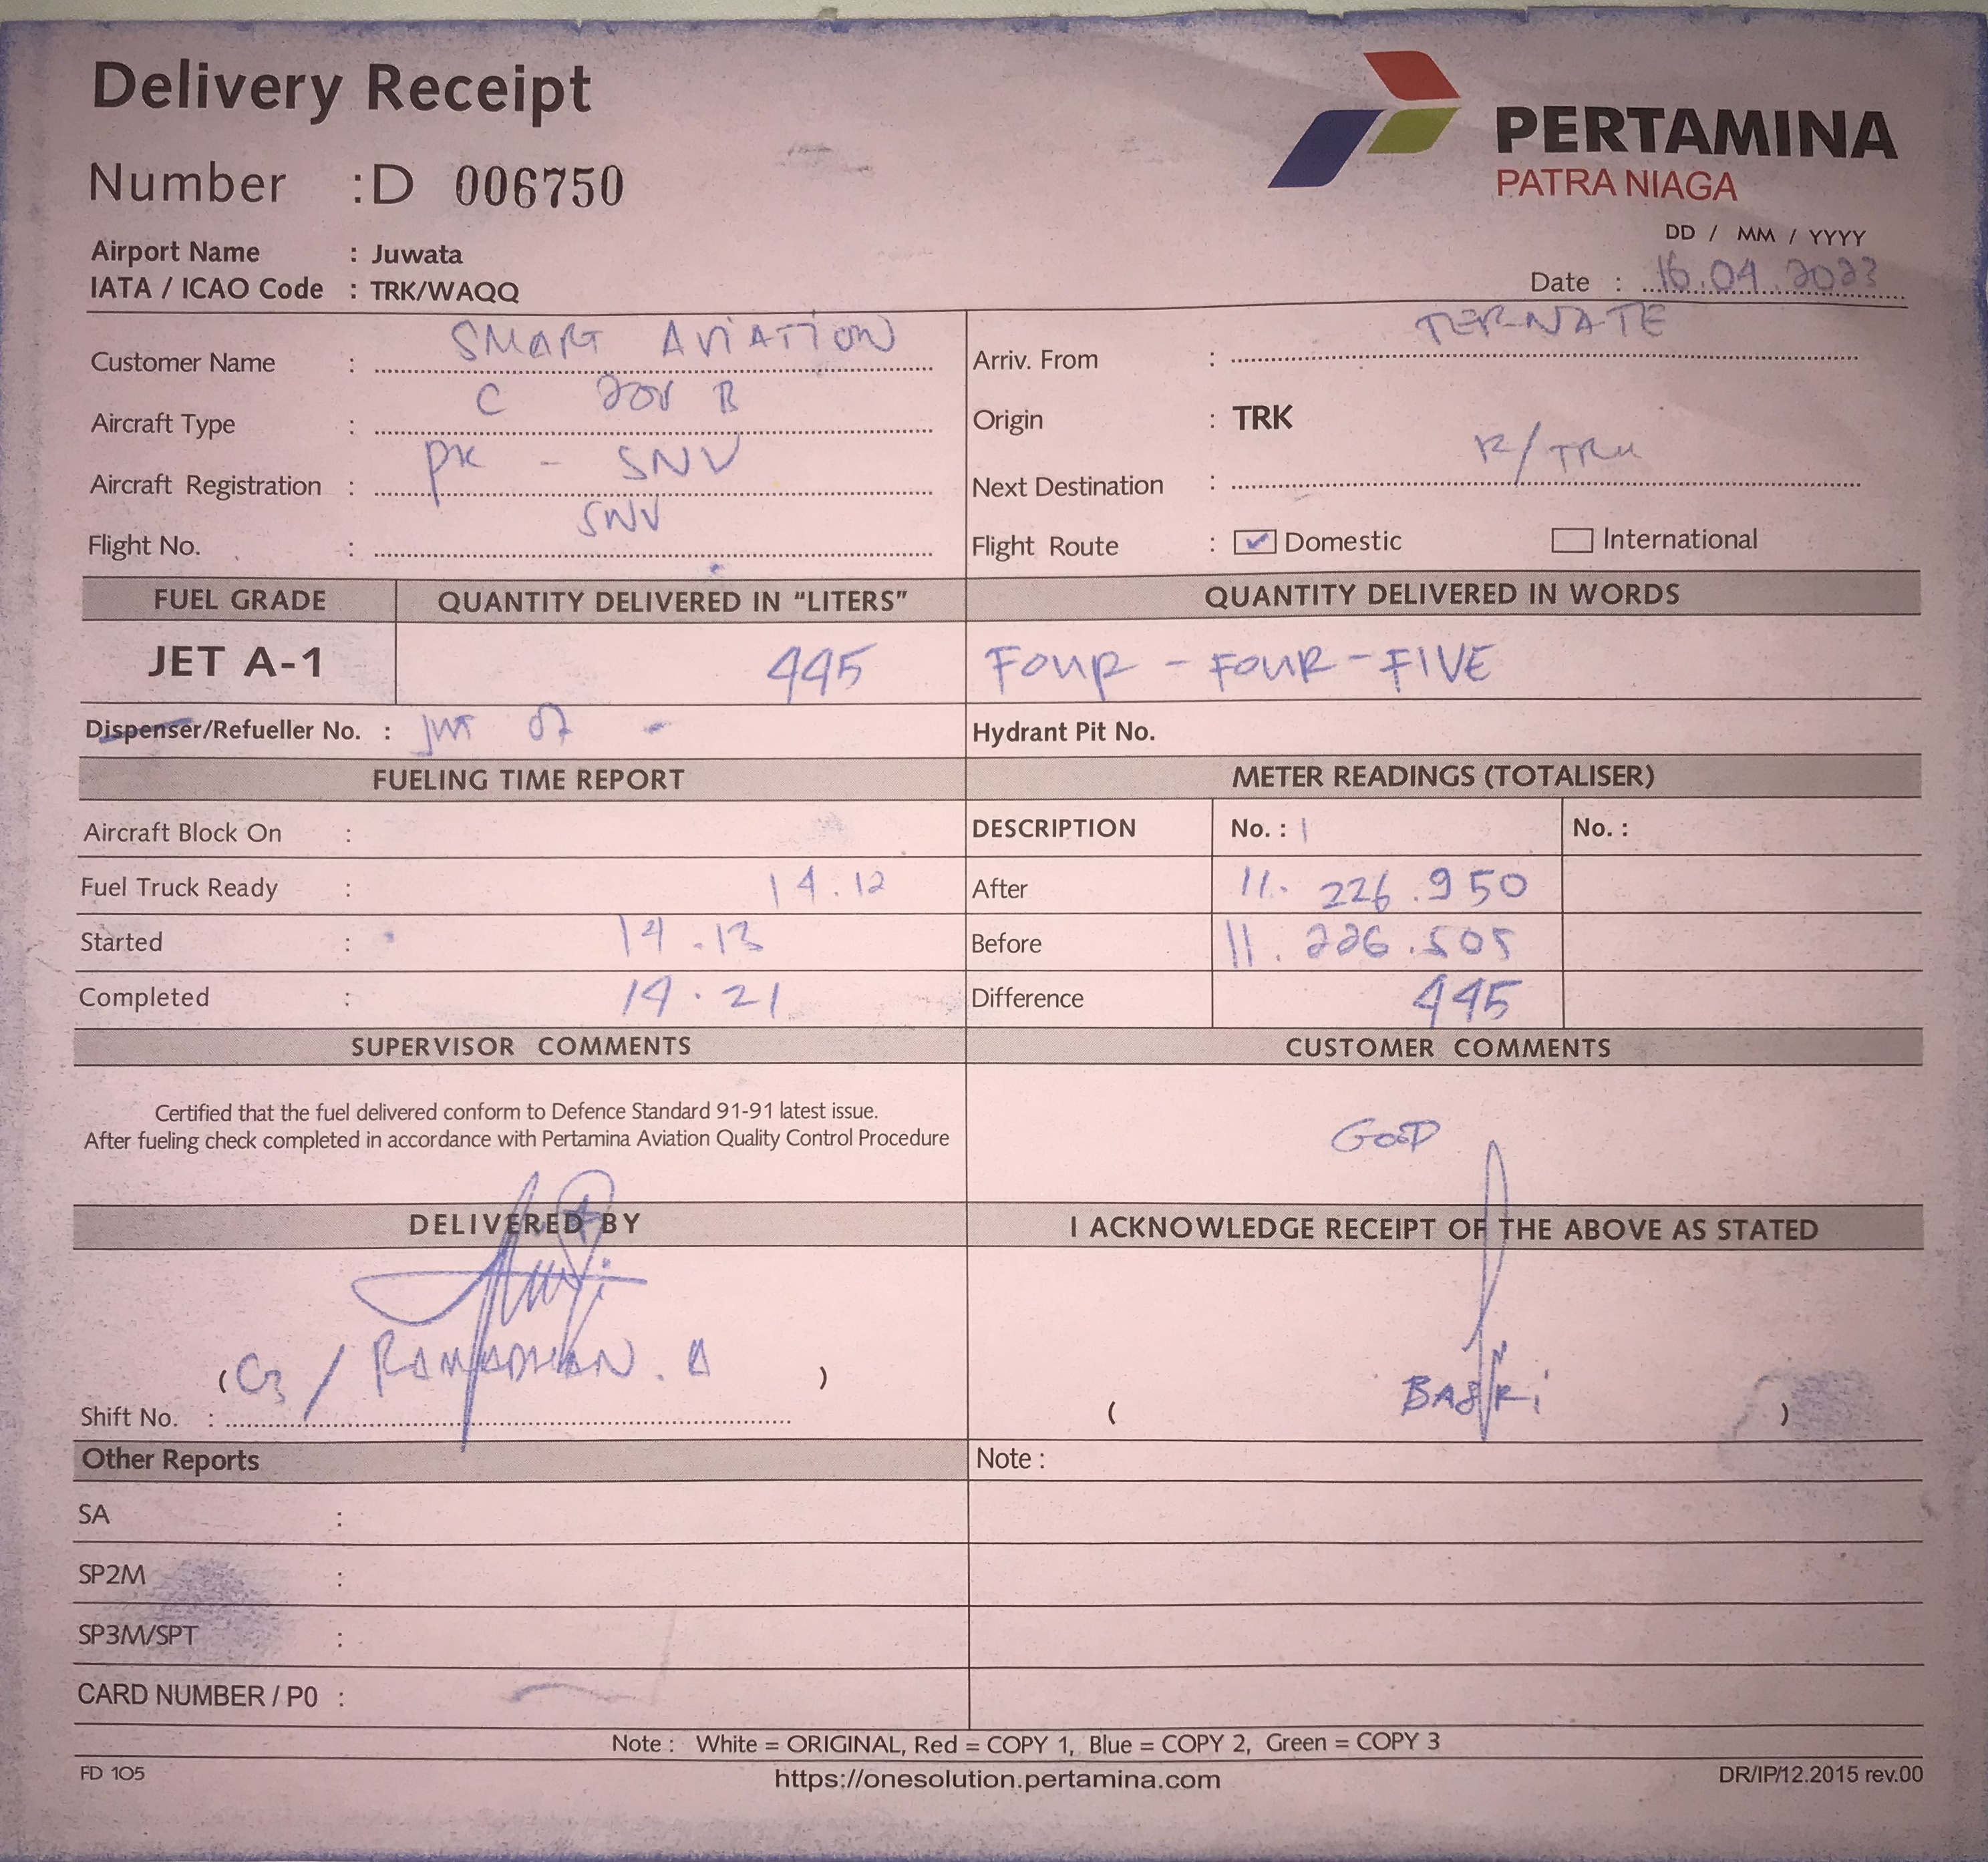 Delivery Receipt
PERTAMINA
PATRA NIAGA
Number : D 006750
DD / MM / YYYY
Airport Name : Juwata
IATA / ICAO Code : TRK/WAQQ
Date : 16.04.2023
Customer Name : SMART AVIATION
Arriv. From : TERNATE
Aircraft Type : C 208 B
Origin : TRK
Aircraft Registration : PK - SNV
Next Destination : R/TRK
Flight No. : SNV
Flight Route : Domestic International
FUEL GRADE QUANTITY DELIVERED IN “LITERS” QUANTITY DELIVERED IN WORDS
JET A-1 445 FOUR - FOUR - FIVE
Dispenser/Refueller No. : 07 -
Hydrant Pit No.
FUELING TIME REPORT METER READINGS (TOTALISER)
Aircraft Block On :
DESCRIPTION No. : 1 No. :
Fuel Truck Ready : 14.12
After 11. 226.950
Started : 14.13
Before 11.226.505
Completed : 14.21
Difference 445
SUPERVISOR COMMENTS CUSTOMER COMMENTS
Certified that the fuel delivered conform to Defence Standard 91-91 latest issue.
After fueling check completed in accordance with Pertamina Aviation Quality Control Procedure
GOOD
DELIVERED BY I ACKNOWLEDGE RECEIPT OF THE ABOVE AS STATED
( C3 / RAMADHAN . A )
Shift No. :
( BASRi )
Other Reports Note :
SA :
SP2M :
SP3M/SPT :
CARD NUMBER / P0 :
Note : White = ORIGINAL, Red = COPY 1, Blue = COPY 2, Green = COPY 3
FD 105 https://onesolution.pertamina.com DR/IP/12.2015 rev.00